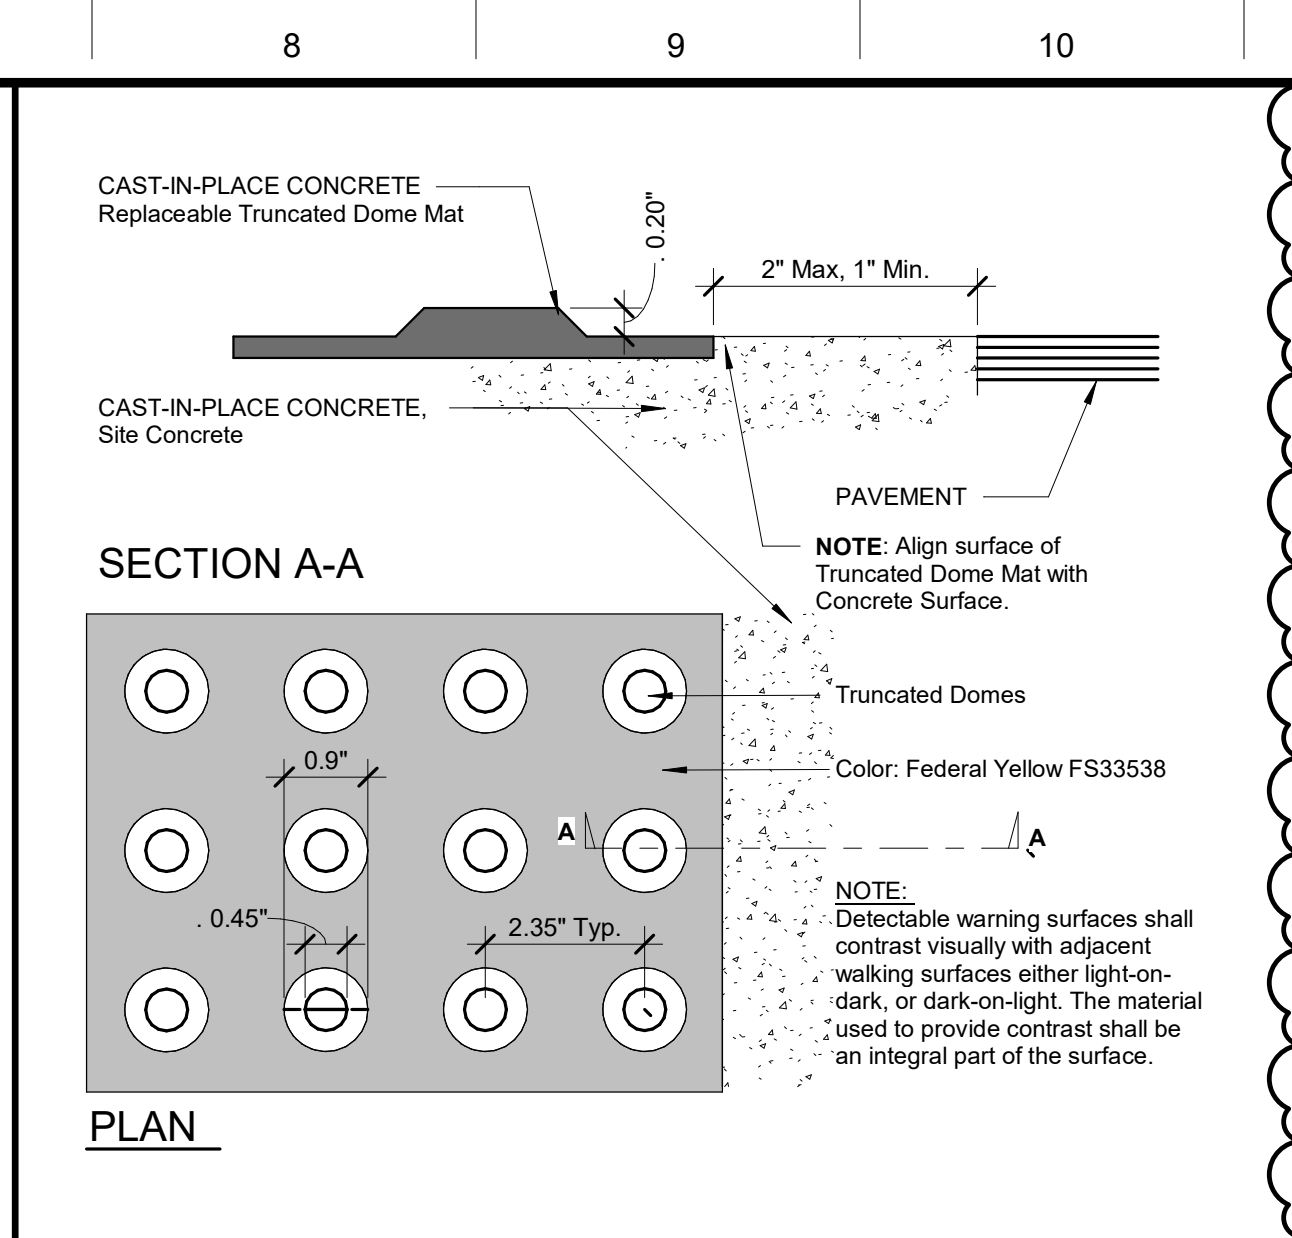 8
9
10
CAST-IN-PLACE CONCRETE
Replaceable Truncated Dome Mat
. 0.20"
2" Max, 1" Min.
CAST-IN-PLACE CONCRETE,
Site Concrete
PAVEMENT
NOTE: Align surface of
Truncated Dome Mat with
Concrete Surface.
SECTION A-A
Truncated Domes
0.9"
Color: Federal Yellow FS33538
A
A
. 0.45"
2.35" Typ.
NOTE:
Detectable warning surfaces shall
contrast visually with adjacent
walking surfaces either light-on-
dark, or dark-on-light. The material
used to provide contrast shall be
an integral part of the surface.
PLAN